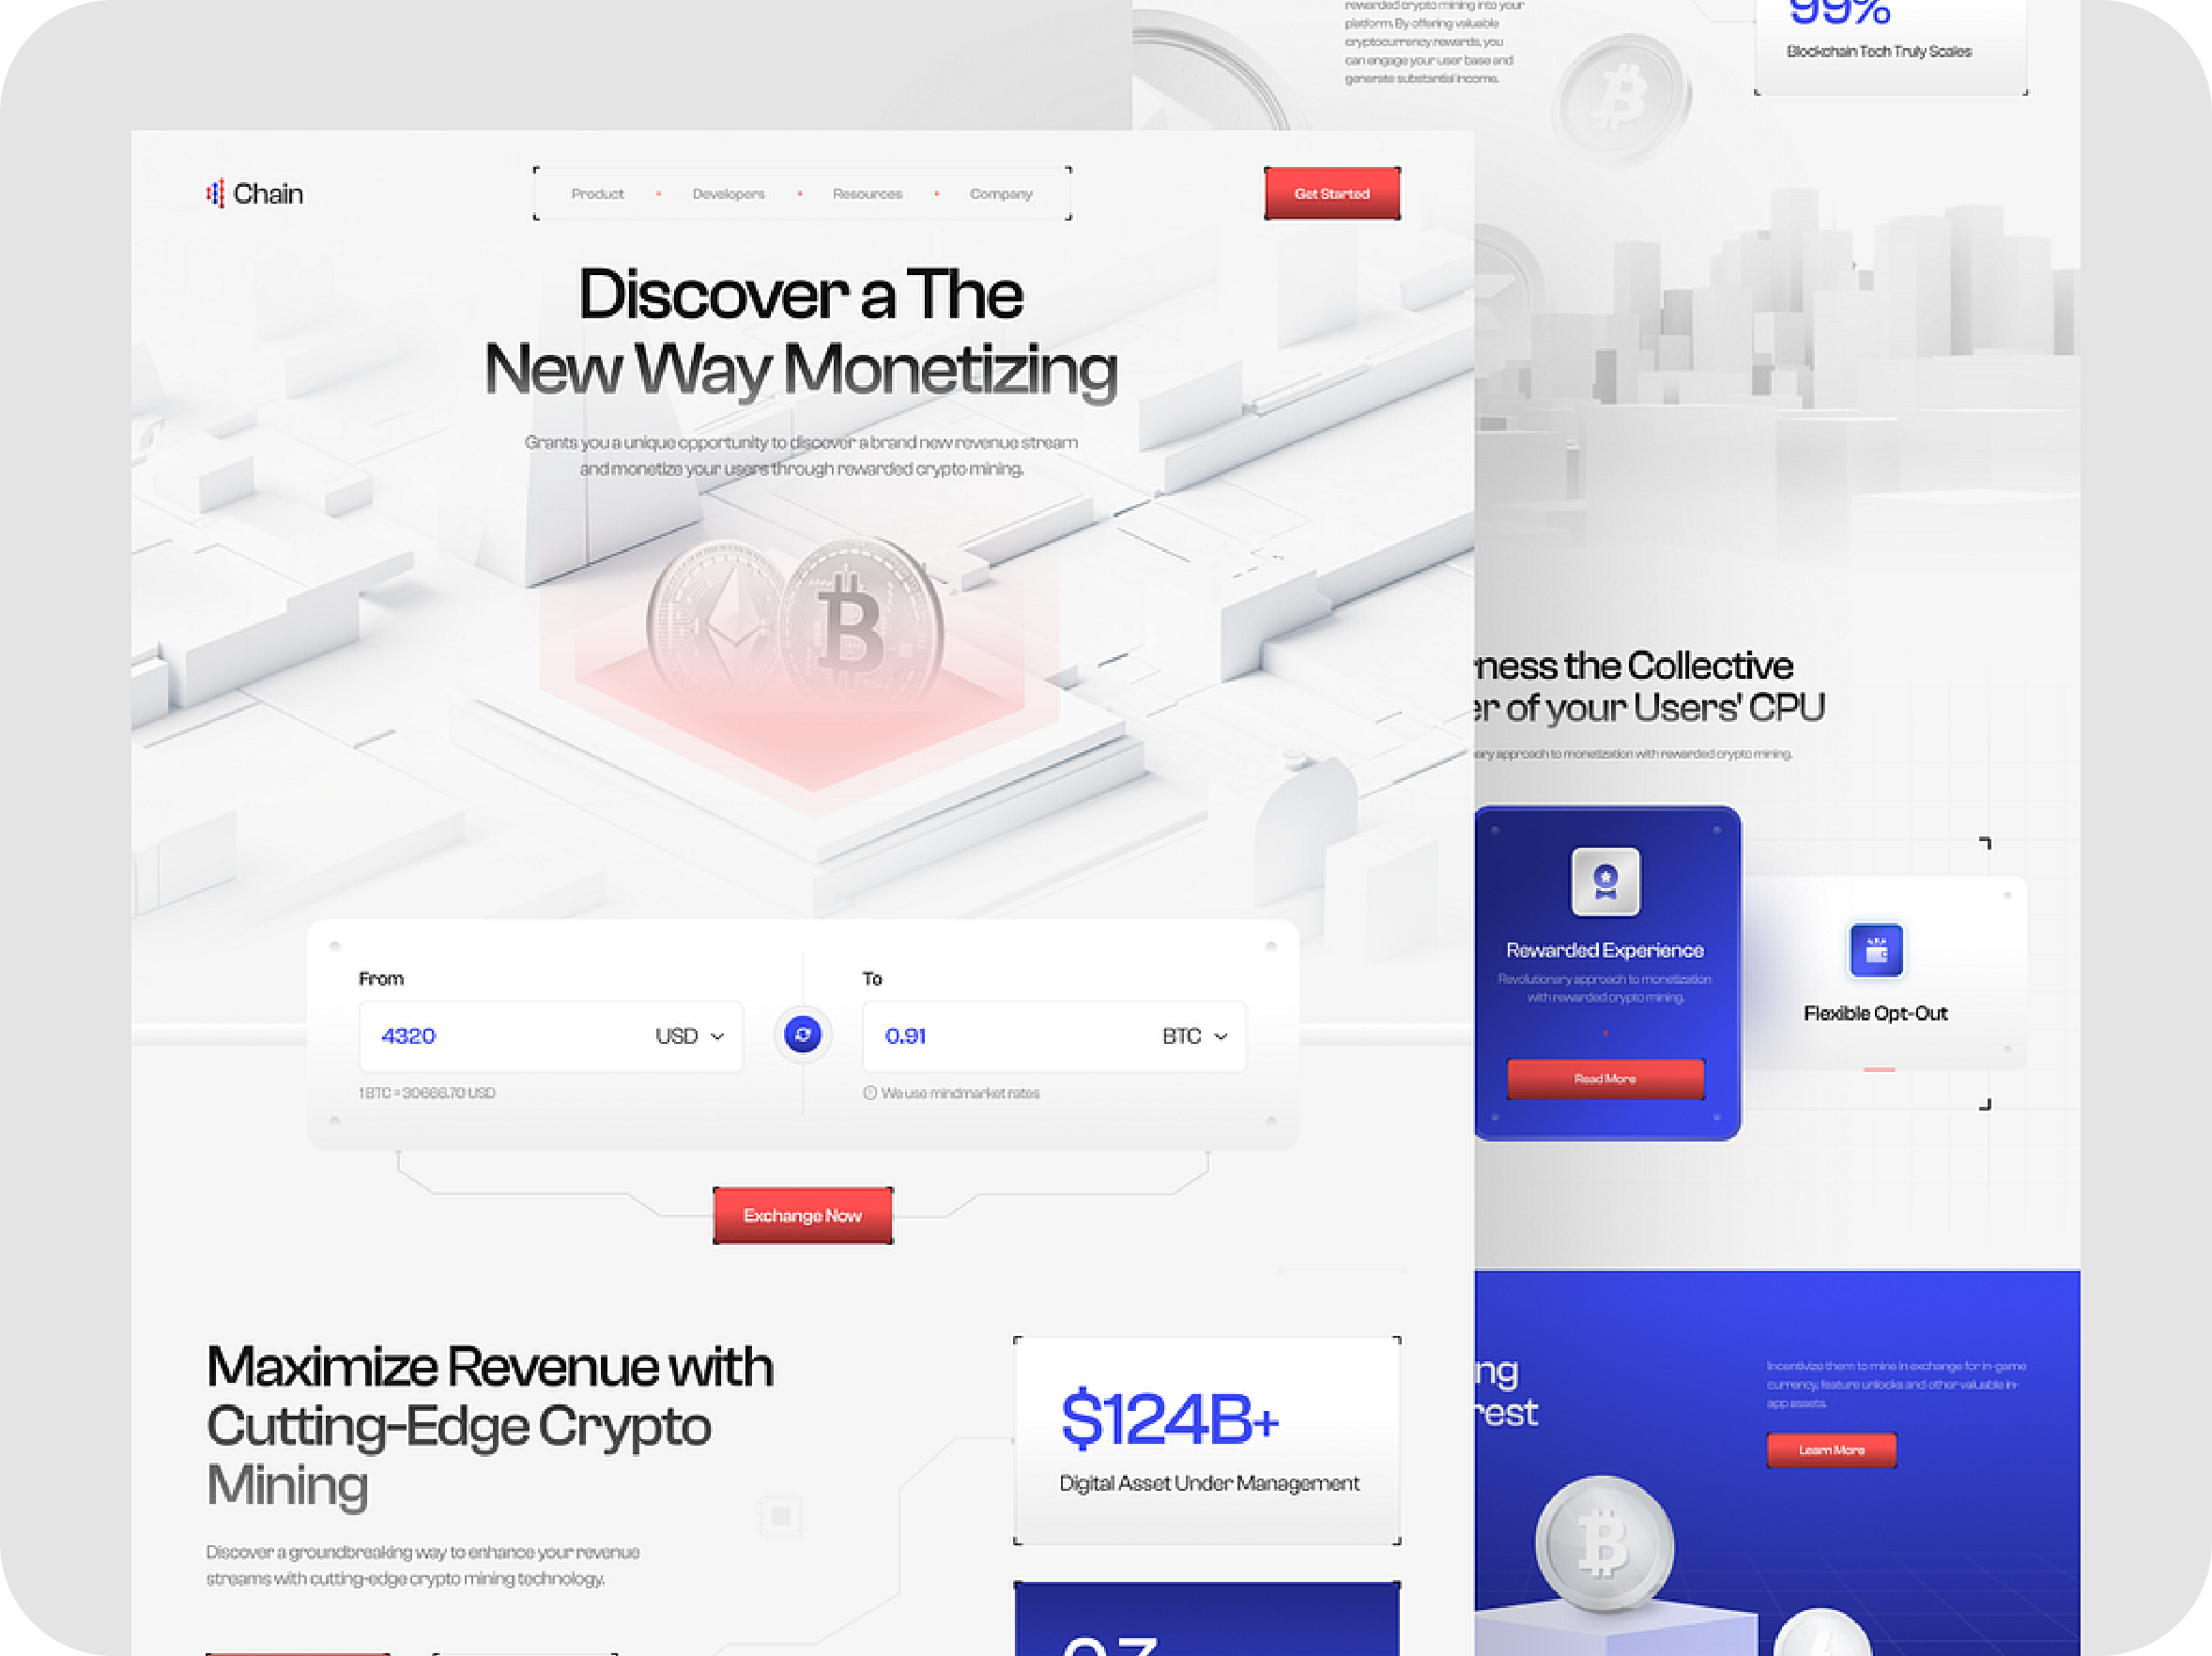 Chain
Product
Developers
Resources
Company
Get Started
Discover a The
New Way Monetizing
Grants you a unique opportunity to discover a brand new revenue stream
and monetize your users through rewarded crypto mining.
From
4320
USD
1 BTC = 30666.70 USD
To
0.91
BTC
We use mindmarket rates
Exchange Now
Maximize Revenue with
Cutting-Edge Crypto
Mining
Discover a groundbreaking way to enhance your revenue
streams with cutting-edge crypto mining technology.
$124B+
Digital Asset Under Management
rewarded crypto mining into your
platform. By offering valuable
cryptocurrency rewards, you
can engage your user base and
generate substantial income.
99%
Blockchain Tech Truly Scales
rness the Collective
er of your Users' CPU
ary approach to monetization with rewarded crypto mining.
Rewarded Experience
Revolutionary approach to monetization
with rewarded crypto mining.
Read More
Flexible Opt-Out
ng
rest
Incentivize them to mine in exchange for in-game
currency, feature unlocks and other valuable in-
app assets.
Learn More